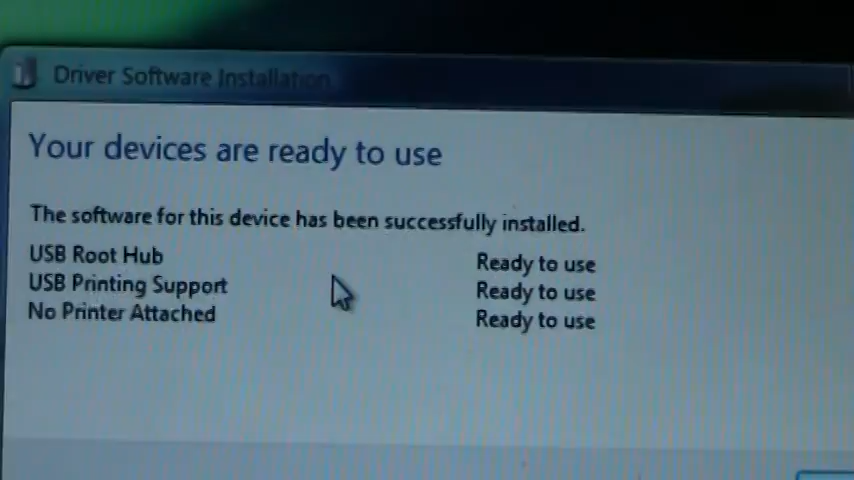 Driver Software Installation
Your devices are ready to use
The software for this device has been successfully installed.
USB Root Hub Ready to use
USB Printing Support Ready to use
No Printer Attached Ready to use